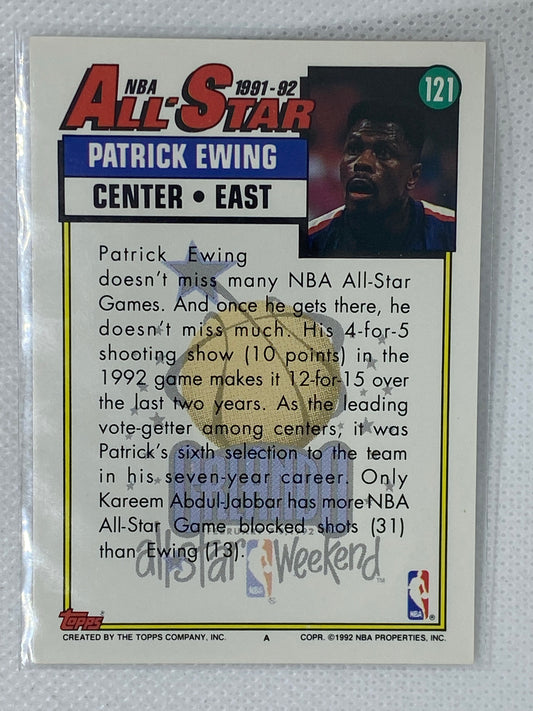 NBA 1991-92
ALL-STAR
121
PATRICK EWING
CENTER • EAST
Patrick Ewing
doesn't miss many NBA All-Star
Games. And once he gets there, he
doesn't miss much. His 4-for-5
shooting show (10 points) in the
1992 game makes it 12-for-15 over
the last two years. As the leading
vote-getter among centers, it was
Patrick's sixth selection to the team
in his seven-year career. Only
Kareem Abdul-Jabbar has more NBA
All-Star Game blocked shots (31)
than Ewing (13).
ORLANDO
all-star Weekend™
NBA
Topps®
CREATED BY THE TOPPS COMPANY, INC. A COPR. ©1992 NBA PROPERTIES, INC.